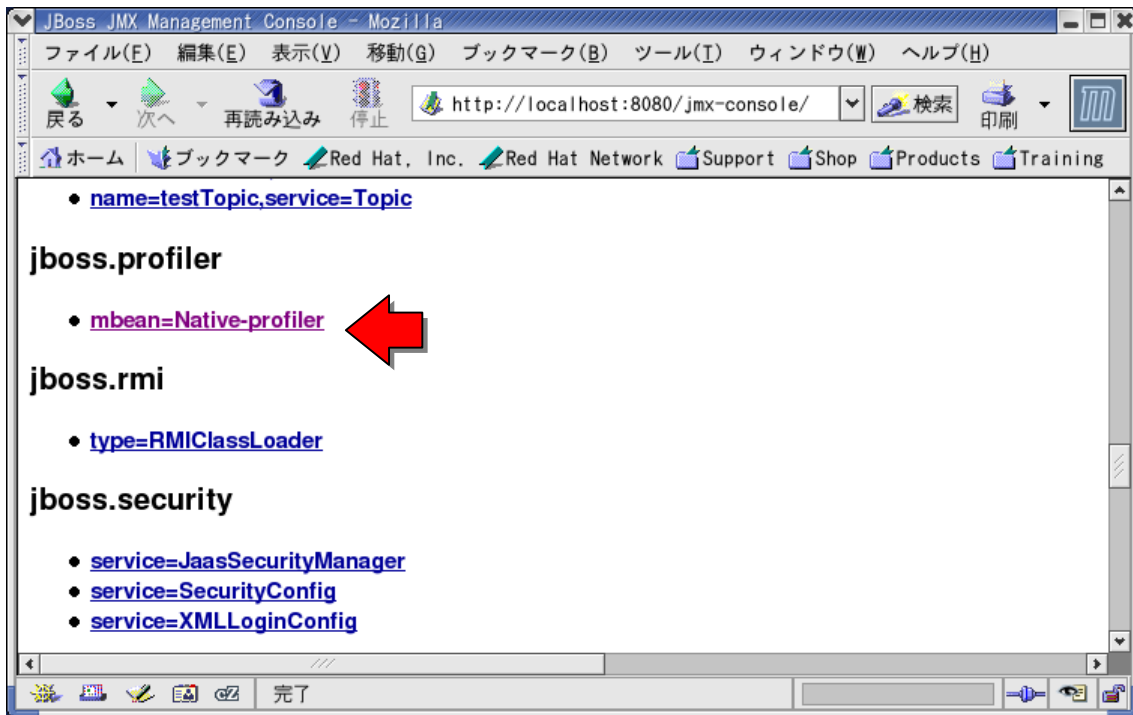 JBoss JMX Management Console - Mozilla
ファイル(F) 編集(E) 表示(V) 移動(G) ブックマーク(B) ツール(T) ウィンドウ(W) ヘルプ(H)
戻る 次へ 再読み込み 停止 http://localhost:8080/jmx-console/ 検索 印刷
ホーム ブックマーク Red Hat, Inc. Red Hat Network Support Shop Products Training
name=testTopic,service=Topic
jboss.profiler
mbean=Native-profiler
jboss.rmi
type=RMIClassLoader
jboss.security
service=JaasSecurityManager
service=SecurityConfig
service=XMLLoginConfig
完了